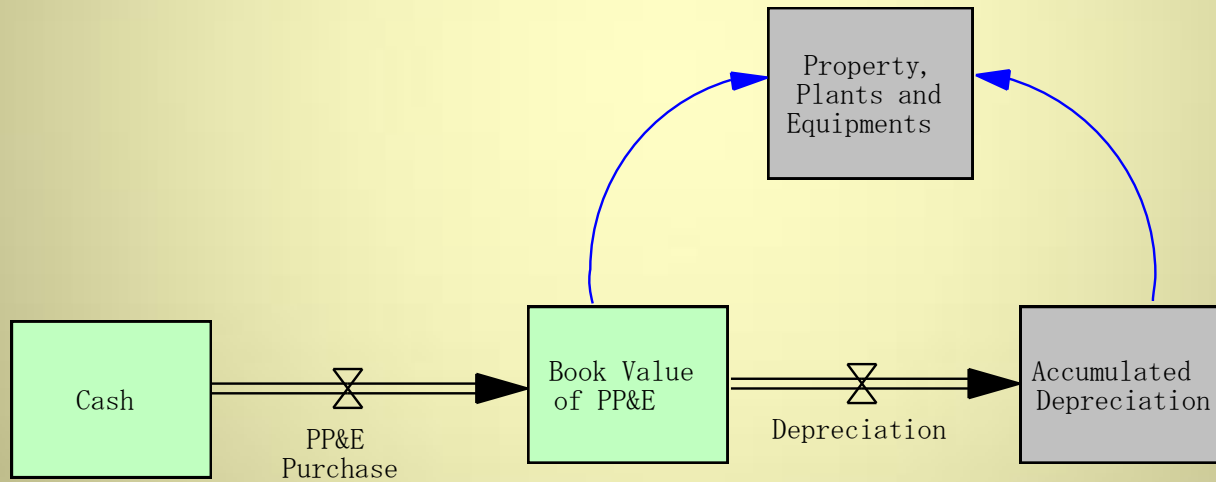 Property,
Plants and
Equipments
Cash
PP&E
Purchase
Book Value
of PP&E
Depreciation
Accumulated
Depreciation